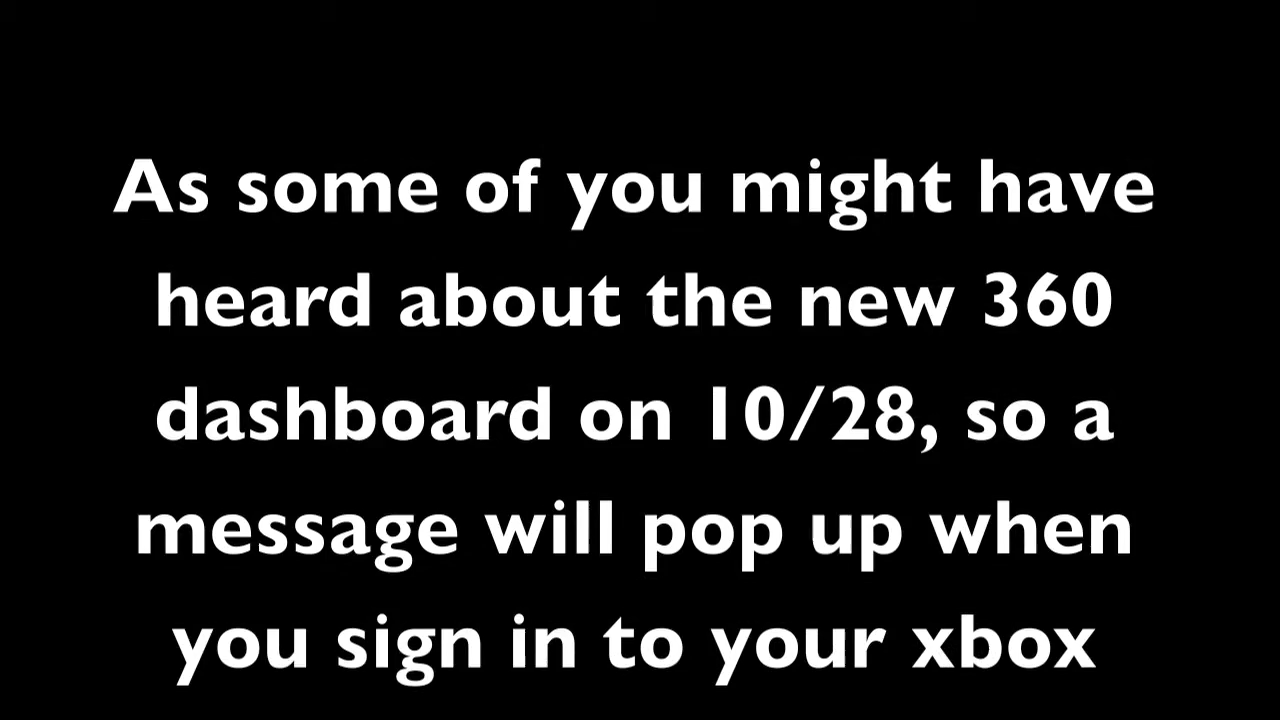 As some of you might have
heard about the new 360
dashboard on 10/28, so a
message will pop up when
you sign in to your xbox